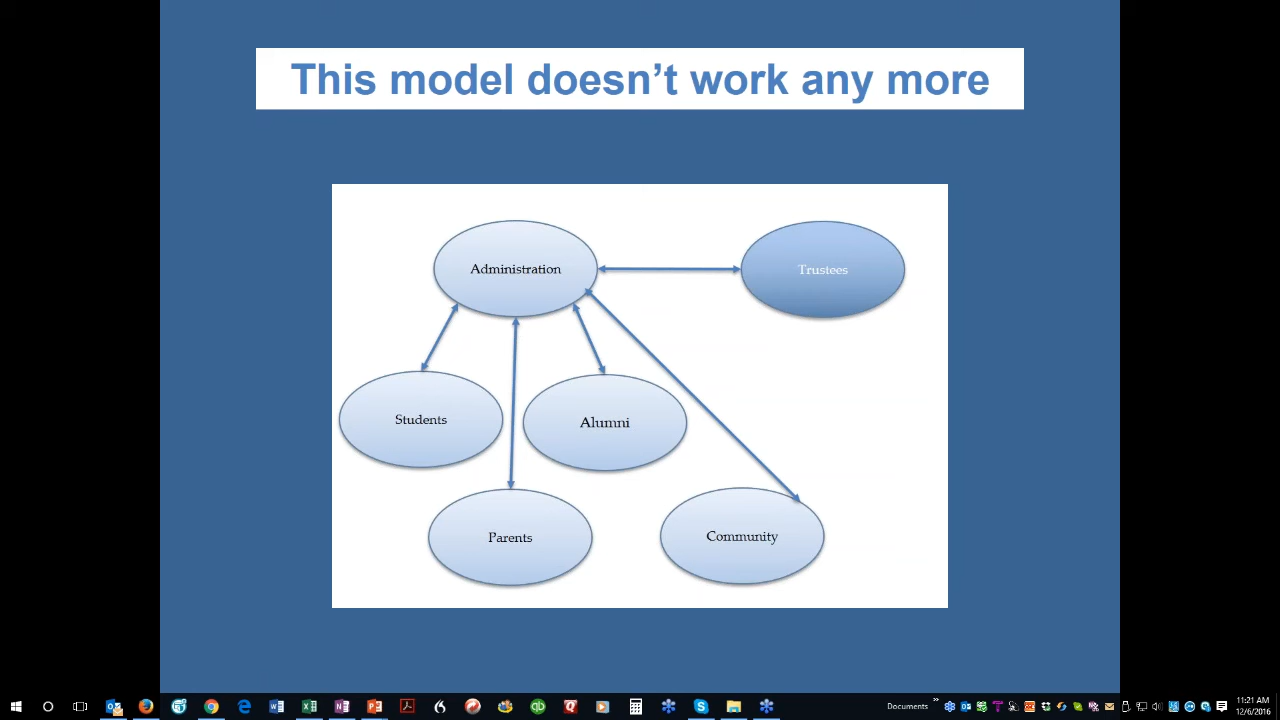 This model doesn’t work any more
Administration
Trustees
Students
Alumni
Parents
Community
Documents
11:21 AM
12/6/2016